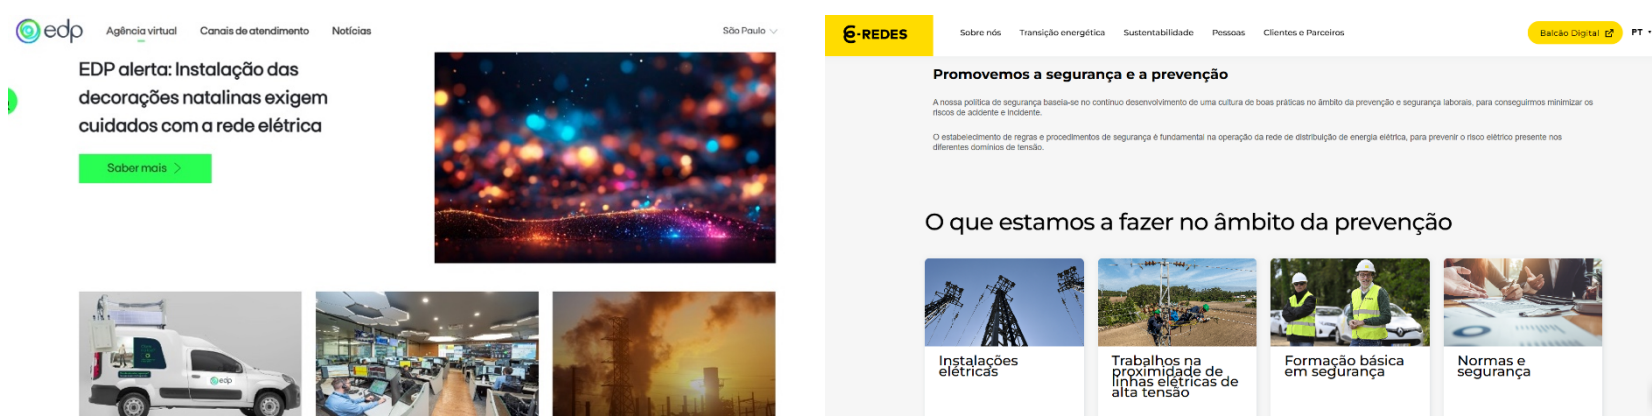 edp
Agência virtual
Canais de atendimento
Notícias
São Paulo
EDP alerta: Instalação das
decorações natalinas exigem
cuidados com a rede elétrica
Saber mais
edp
E-REDES
Sobre nós
Transição energética
Sustentabilidade
Pessoas
Clientes e Parceiros
Balcão Digital
PT
Promovemos a segurança e a prevenção
A nossa política de segurança baseia-se no contínuo desenvolvimento de uma cultura de boas práticas no âmbito da prevenção e segurança laborais, para conseguirmos minimizar os
riscos de acidente e incidente.
O estabelecimento de regras e procedimentos de segurança é fundamental na operação da rede de distribuição de energia elétrica, para prevenir o risco elétrico presente nos
diferentes domínios de tensão.
O que estamos a fazer no âmbito da prevenção
Instalações
elétricas
Trabalhos na
proximidade de
linhas elétricas de
alta tensão
Formação básica
em segurança
Normas e
segurança